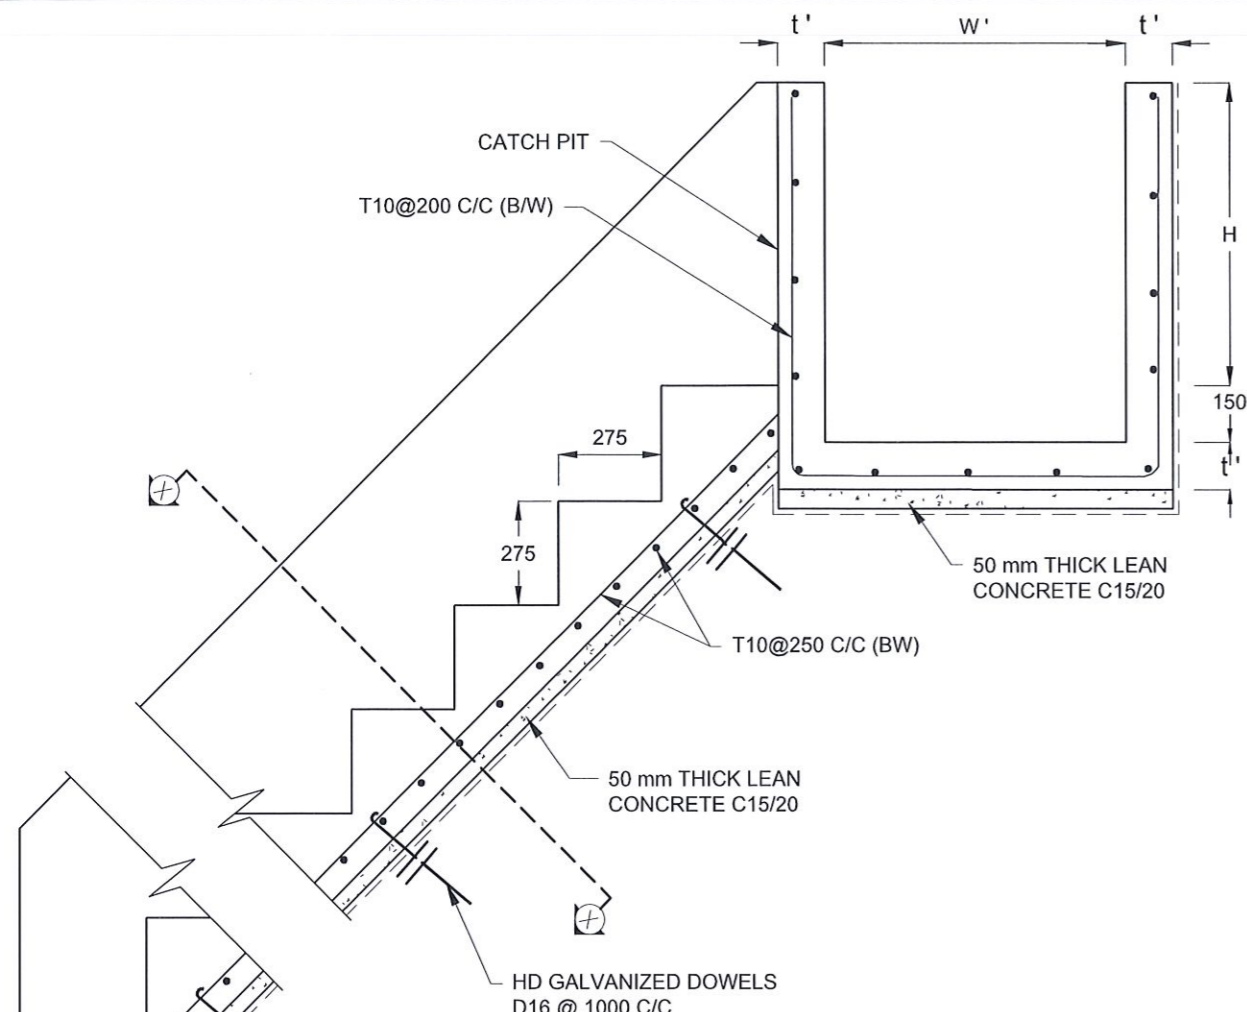 t' W' t'
CATCH PIT
T10@200 C/C (B/W)
H
275
150
t'
275
50 mm THICK LEAN
CONCRETE C15/20
T10@250 C/C (BW)
50 mm THICK LEAN
CONCRETE C15/20
HD GALVANIZED DOWELS
D16 @ 1000 C/C